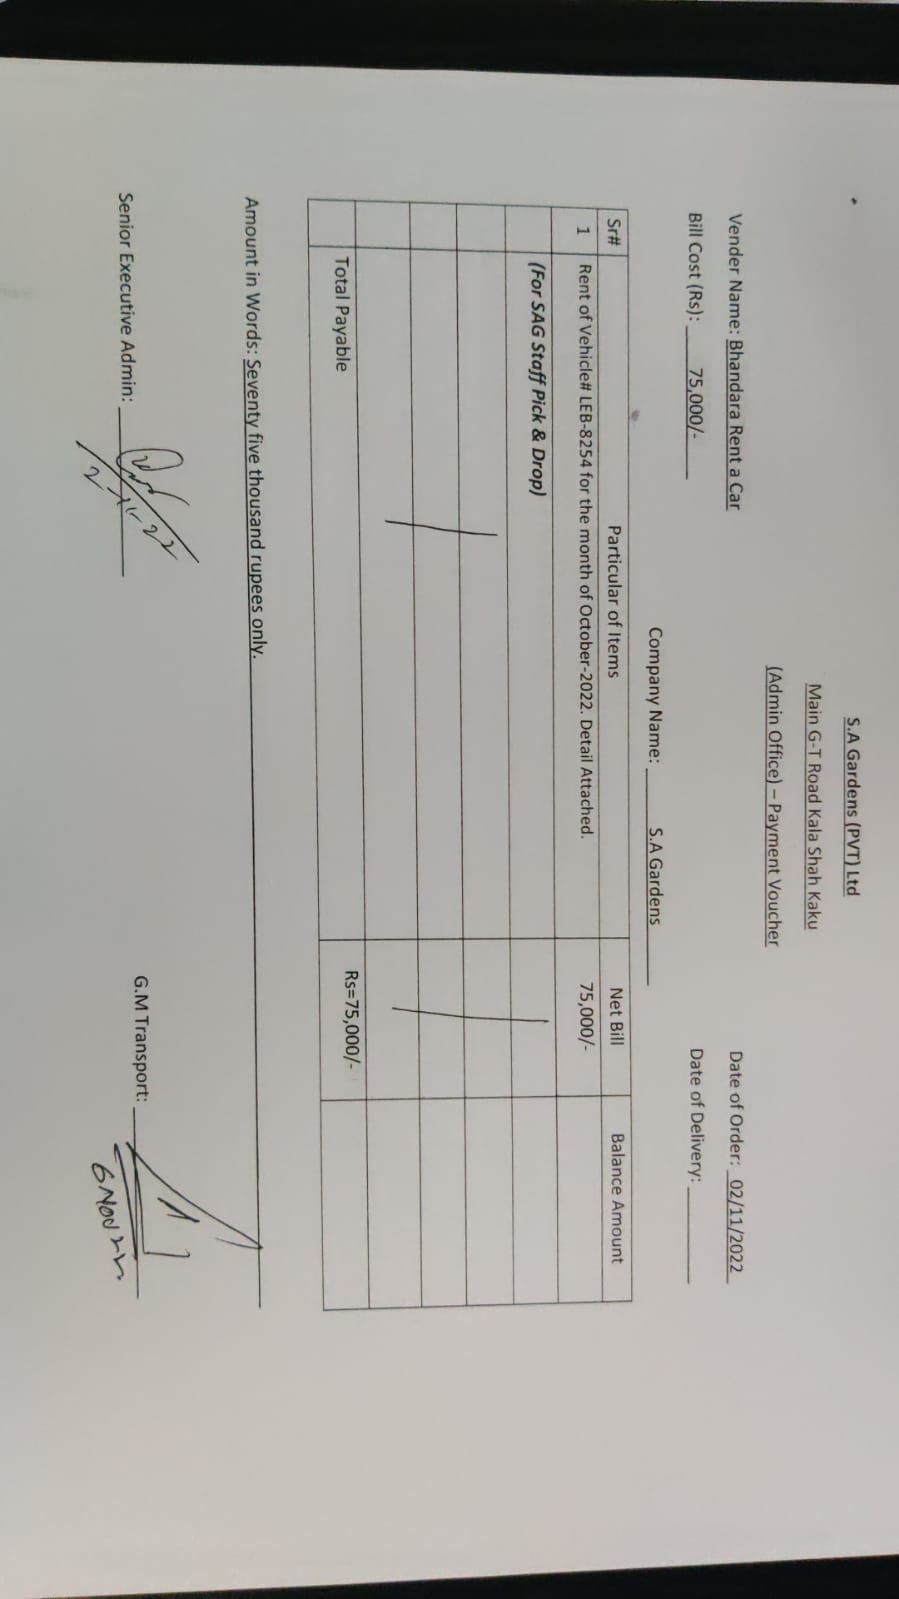 S.A Gardens (PVT) Ltd
Main G-T Road Kala Shah Kaku
(Admin Office) – Payment Voucher
Vender Name: Bhandara Rent a Car Date of Order: 02/11/2022
Bill Cost (Rs): 75,000/- Date of Delivery:
Company Name: S.A Gardens
Sr# Particular of Items Net Bill Balance Amount
1 Rent of Vehicle# LEB-8254 for the month of October-2022. Detail Attached. 75,000/-
(For SAG Staff Pick & Drop)
Total Payable Rs=75,000/-
Amount in Words: Seventy five thousand rupees only.
Senior Executive Admin: 2-11-22 G.M Transport:
6 Nov 22.